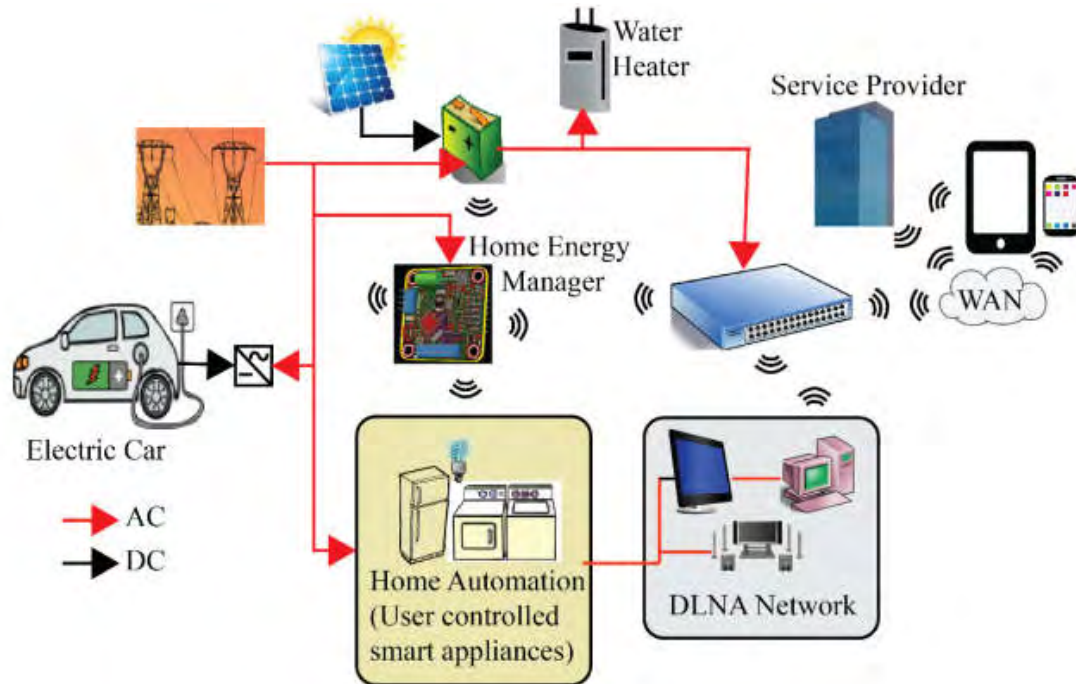 Water
Heater
Service Provider
Home Energy
Manager
WAN
Electric Car
AC
DC
Home Automation
(User controlled
smart appliances)
DLNA Network